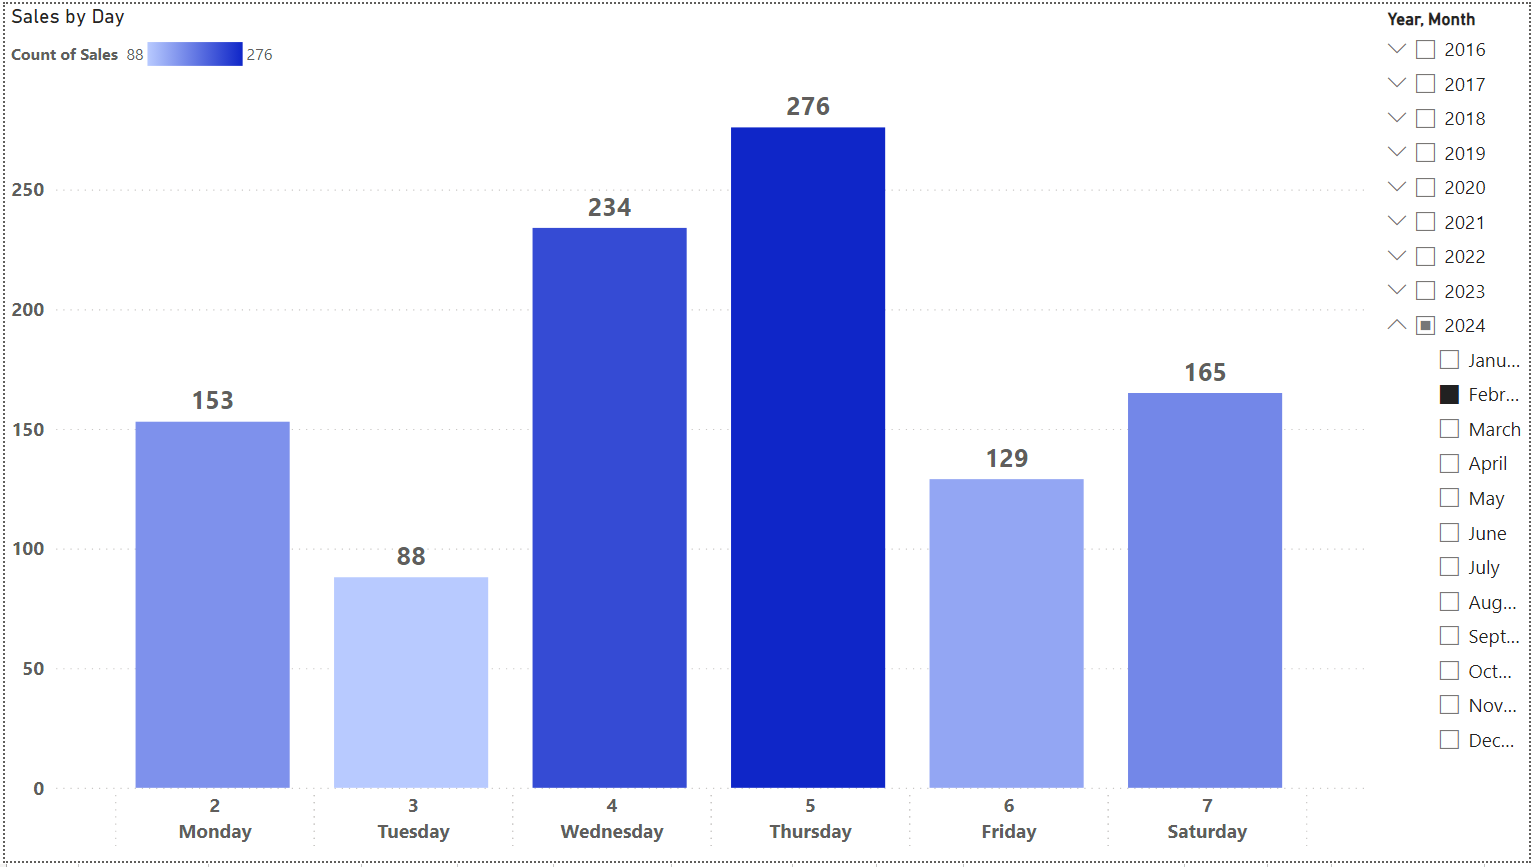 Sales by Day
Count of Sales 88 276
276
234
165
153
129
88
250
200
150
100
50
0
2 3 4 5 6 7
Monday Tuesday Wednesday Thursday Friday Saturday
Year, Month
2016
2017
2018
2019
2020
2021
2022
2023
2024
Janu...
Febr...
March
April
May
June
July
Aug...
Sept...
Oct...
Nov...
Dec...